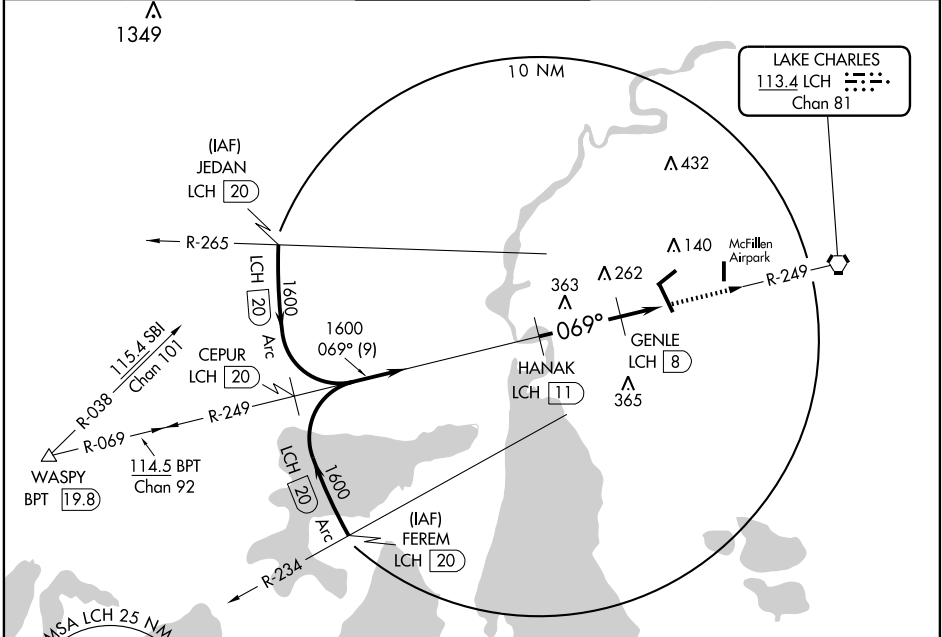 1349
10 NM
LAKE CHARLES
113.4 LCH
Chan 81
(IAF)
JEDAN
LCH 20
432
R-265
140
McFillen
Airpark
R-249
262
363
LCH 20 Arc
1600
115.4 SBI
Chan 101
R-038
CEPUR
LCH 20
1600
069° (9)
069°
GENLE
LCH 8
HANAK
LCH 11
365
R-249
R-069
WASPY
BPT 19.8
114.5 BPT
Chan 92
LCH 20 Arc
1600
(IAF)
FEREM
LCH 20
R-234
MSA LCH 25 NM